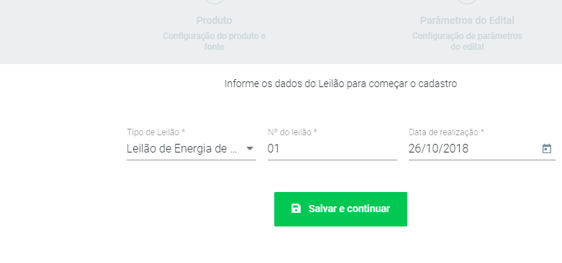 Produto
Configuração do produto e
fonte
Parâmetros do Edital
Configuração de parâmetros
do edital
Informe os dados do Leilão para começar o cadastro
Tipo de Leilão *
Leilão de Energia de ...
Nº do leilão *
01
Data de realização *
26/10/2018
Salvar e continuar